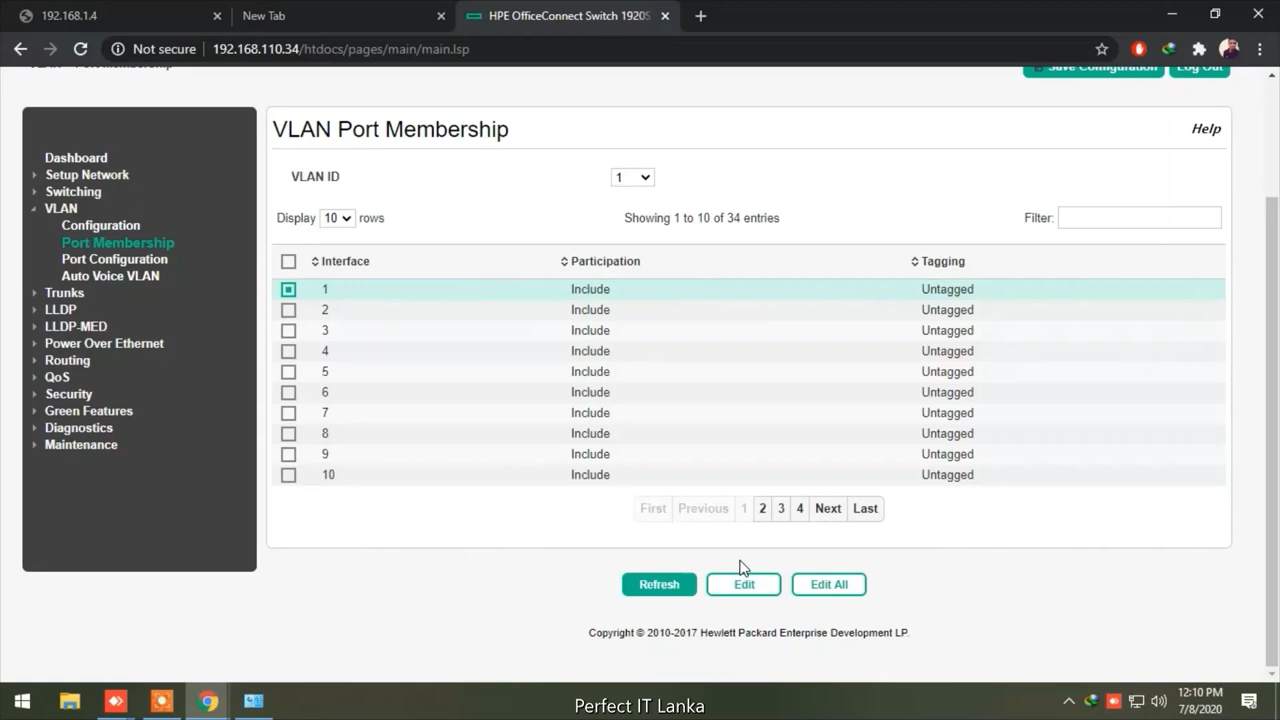 192.168.1.4
New Tab
HPE OfficeConnect Switch 1920S
Not secure
192.168.110.34/htdocs/pages/main/main.lsp
Port Membership
Save Configuration
Log Out
Dashboard
Setup Network
Switching
VLAN
Configuration
Port Membership
Port Configuration
Auto Voice VLAN
Trunks
LLDP
LLDP-MED
Power Over Ethernet
Routing
QoS
Security
Green Features
Diagnostics
Maintenance
VLAN Port Membership
Help
VLAN ID 1
Display 10 rows Showing 1 to 10 of 34 entries Filter:
Interface Participation Tagging
1 Include Untagged
2 Include Untagged
3 Include Untagged
4 Include Untagged
5 Include Untagged
6 Include Untagged
7 Include Untagged
8 Include Untagged
9 Include Untagged
10 Include Untagged
First Previous 1 2 3 4 Next Last
Refresh Edit Edit All
Copyright © 2010-2017 Hewlett Packard Enterprise Development LP.
12:10 PM
7/8/2020
Perfect IT Lanka